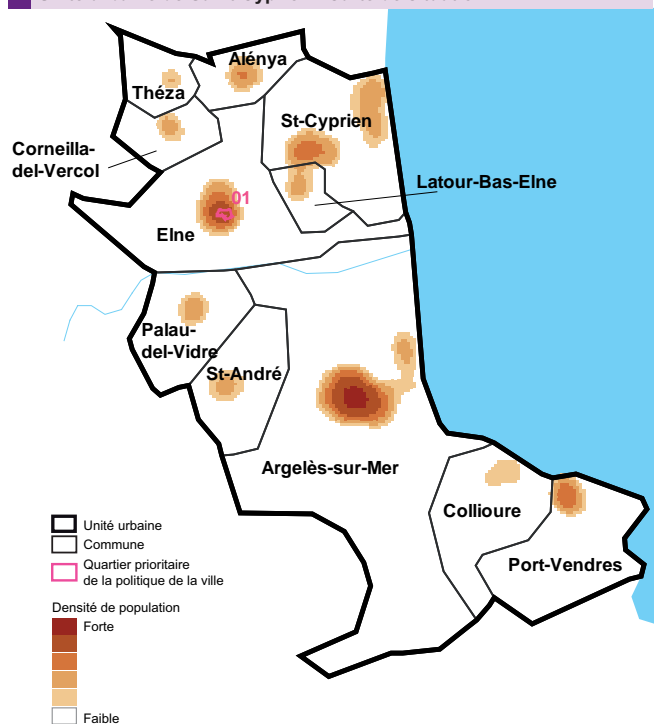 Alénya
Théza
St-Cyprien
Corneilla-
del-Vercol
Latour-Bas-Elne
01
Elne
Palau-
del-Vidre
St-André
Argelès-sur-Mer
Collioure
Port-Vendres
Unité urbaine
Commune
Quartier prioritaire
de la politique de la ville
Densité de population
Forte
Faible